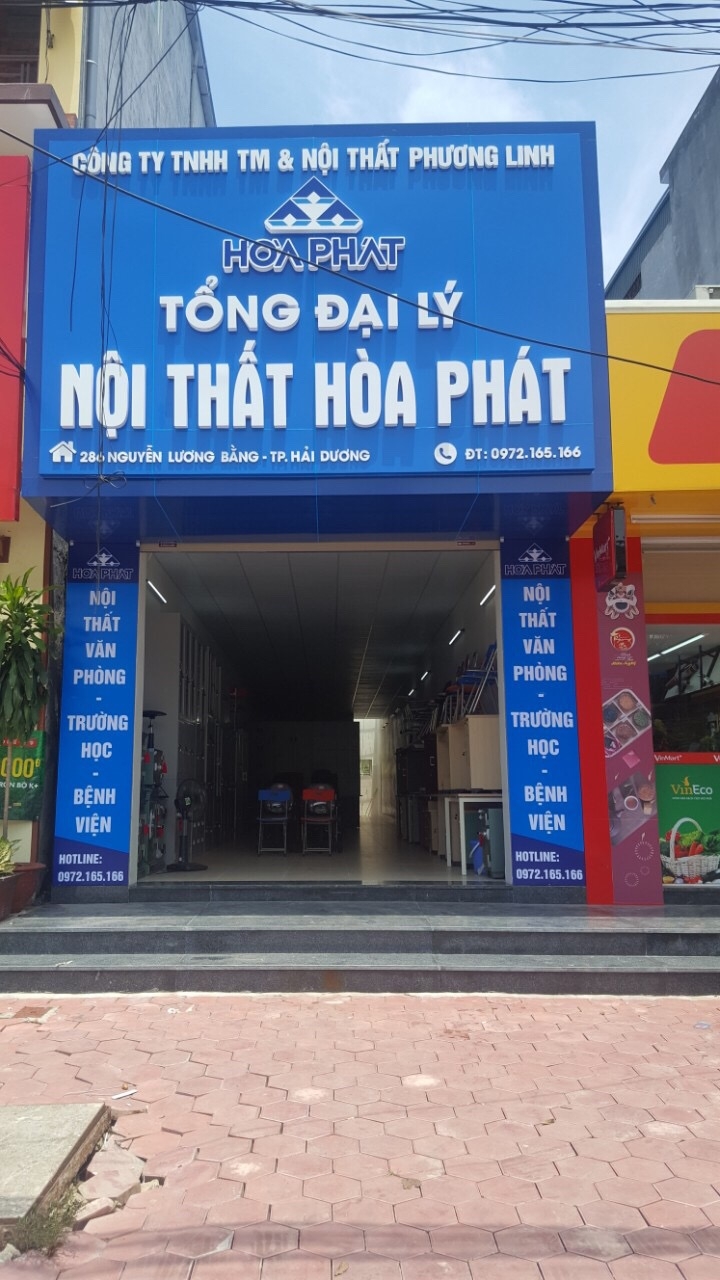 CÔNG TY TNHH TM & NỘI THẤT PHƯƠNG LINH
HÒA PHÁT
TỔNG ĐẠI LÝ
NỘI THẤT HÒA PHÁT
286 NGUYỄN LƯƠNG BẰNG - TP. HẢI DƯƠNG
ĐT: 0972.165.166
HÒA PHÁT
NỘI
THẤT
VĂN
PHÒNG
-
TRƯỜNG
HỌC
-
BỆNH
VIỆN
HOTLINE:
0972.165.166
HÒA PHÁT
NỘI
THẤT
VĂN
PHÒNG
-
TRƯỜNG
HỌC
-
BỆNH
VIỆN
HOTLINE:
0972.165.166
VinMart
VinEco